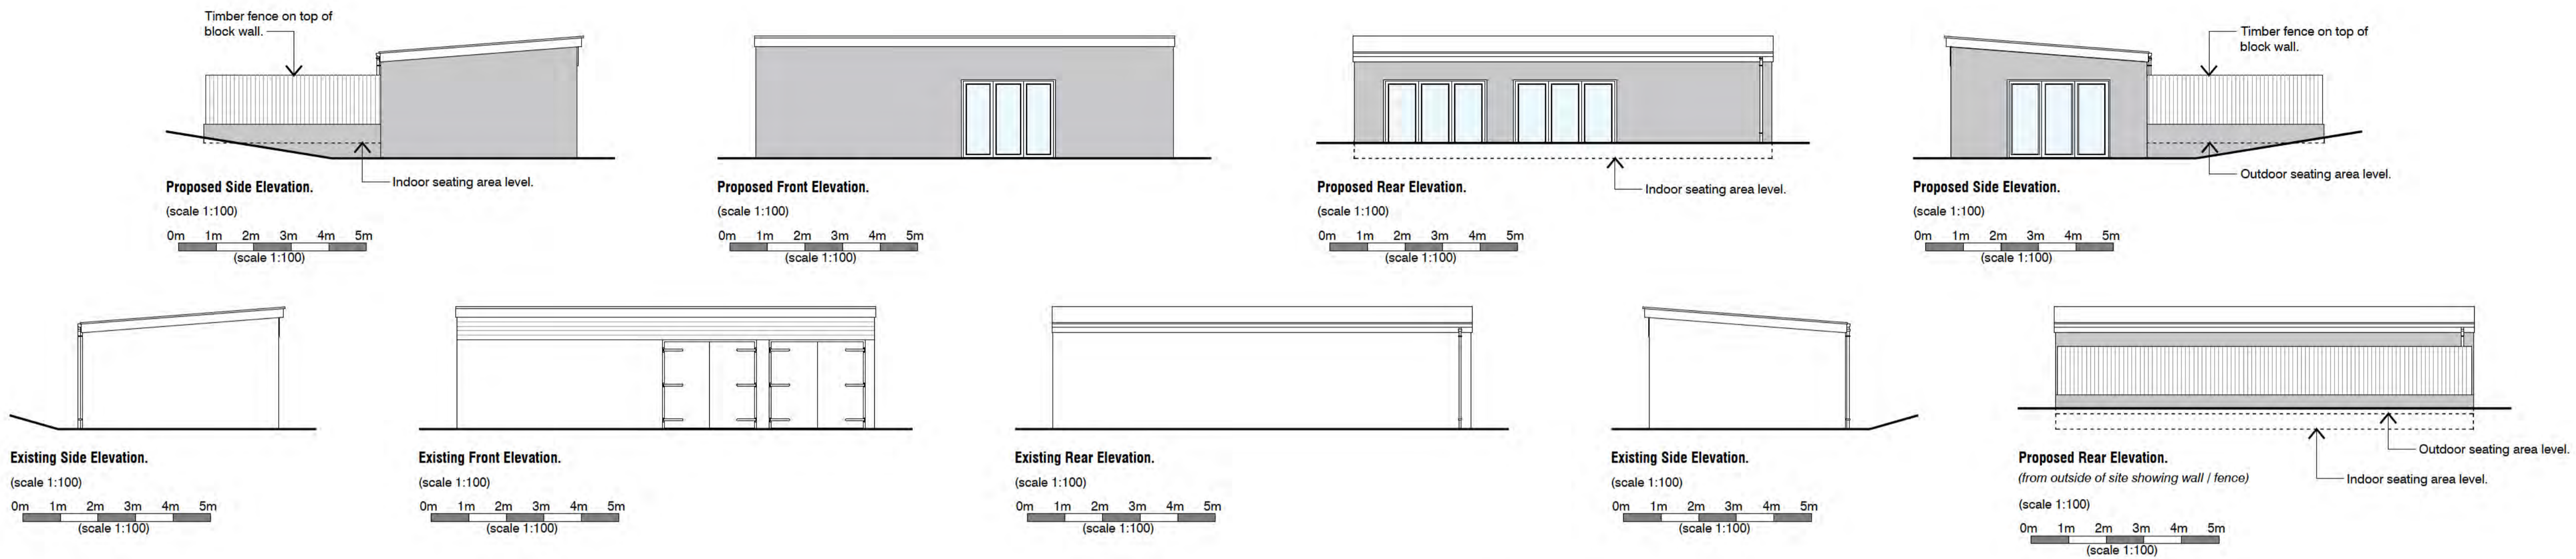 Timber fence on top of
block wall.
Indoor seating area level.
Proposed Side Elevation.
(scale 1:100)
0m 1m 2m 3m 4m 5m
(scale 1:100)
Proposed Front Elevation.
(scale 1:100)
0m 1m 2m 3m 4m 5m
(scale 1:100)
Indoor seating area level.
Proposed Rear Elevation.
(scale 1:100)
0m 1m 2m 3m 4m 5m
(scale 1:100)
Timber fence on top of
block wall.
Outdoor seating area level.
Proposed Side Elevation.
(scale 1:100)
0m 1m 2m 3m 4m 5m
(scale 1:100)
Existing Side Elevation.
(scale 1:100)
0m 1m 2m 3m 4m 5m
(scale 1:100)
Existing Front Elevation.
(scale 1:100)
0m 1m 2m 3m 4m 5m
(scale 1:100)
Existing Rear Elevation.
(scale 1:100)
0m 1m 2m 3m 4m 5m
(scale 1:100)
Existing Side Elevation.
(scale 1:100)
0m 1m 2m 3m 4m 5m
(scale 1:100)
Outdoor seating area level.
Proposed Rear Elevation.
(from outside of site showing wall / fence)
Indoor seating area level.
(scale 1:100)
0m 1m 2m 3m 4m 5m
(scale 1:100)